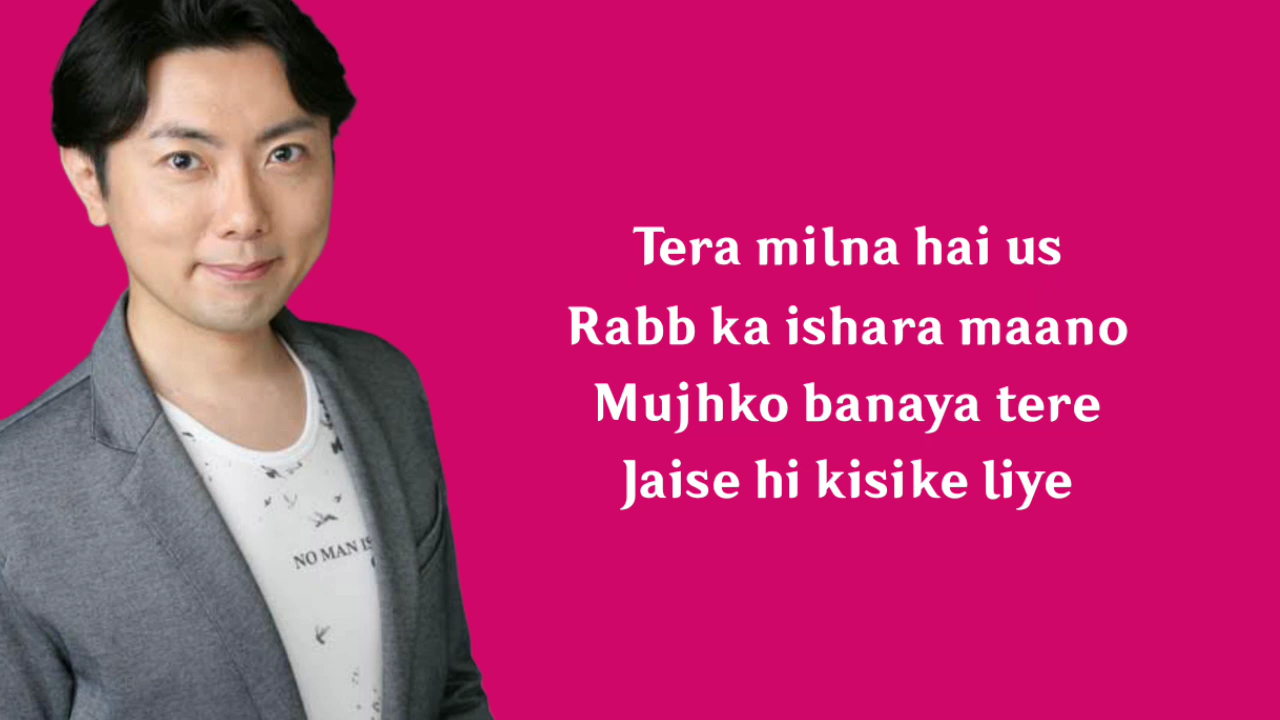 Tera milna hai us
Rabb ka ishara maano
Mujhko banaya tere
Jaise hi kisike liye
NO MAN IS